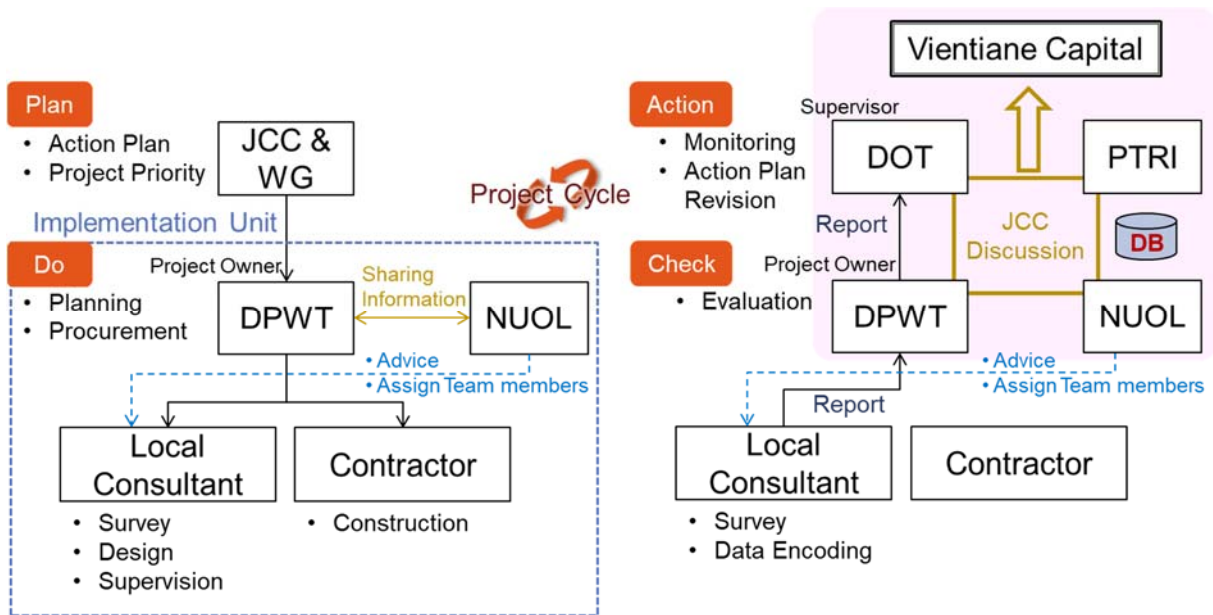 Plan
• Action Plan
• Project Priority
JCC &
WG
Implementation Unit
Project Cycle
Do
• Planning
• Procurement
Project Owner
DPWT
Sharing
Information
NUOL
• Advice
• Assign Team members
Local
Consultant
Contractor
• Survey
• Design
• Supervision
• Construction
Vientiane Capital
Action
• Monitoring
• Action Plan
Revision
Supervisor
DOT
PTRI
Report
JCC
Discussion
DB
Check
• Evaluation
Project Owner
DPWT
NUOL
• Advice
• Assign Team members
Report
Local
Consultant
Contractor
• Survey
• Data Encoding